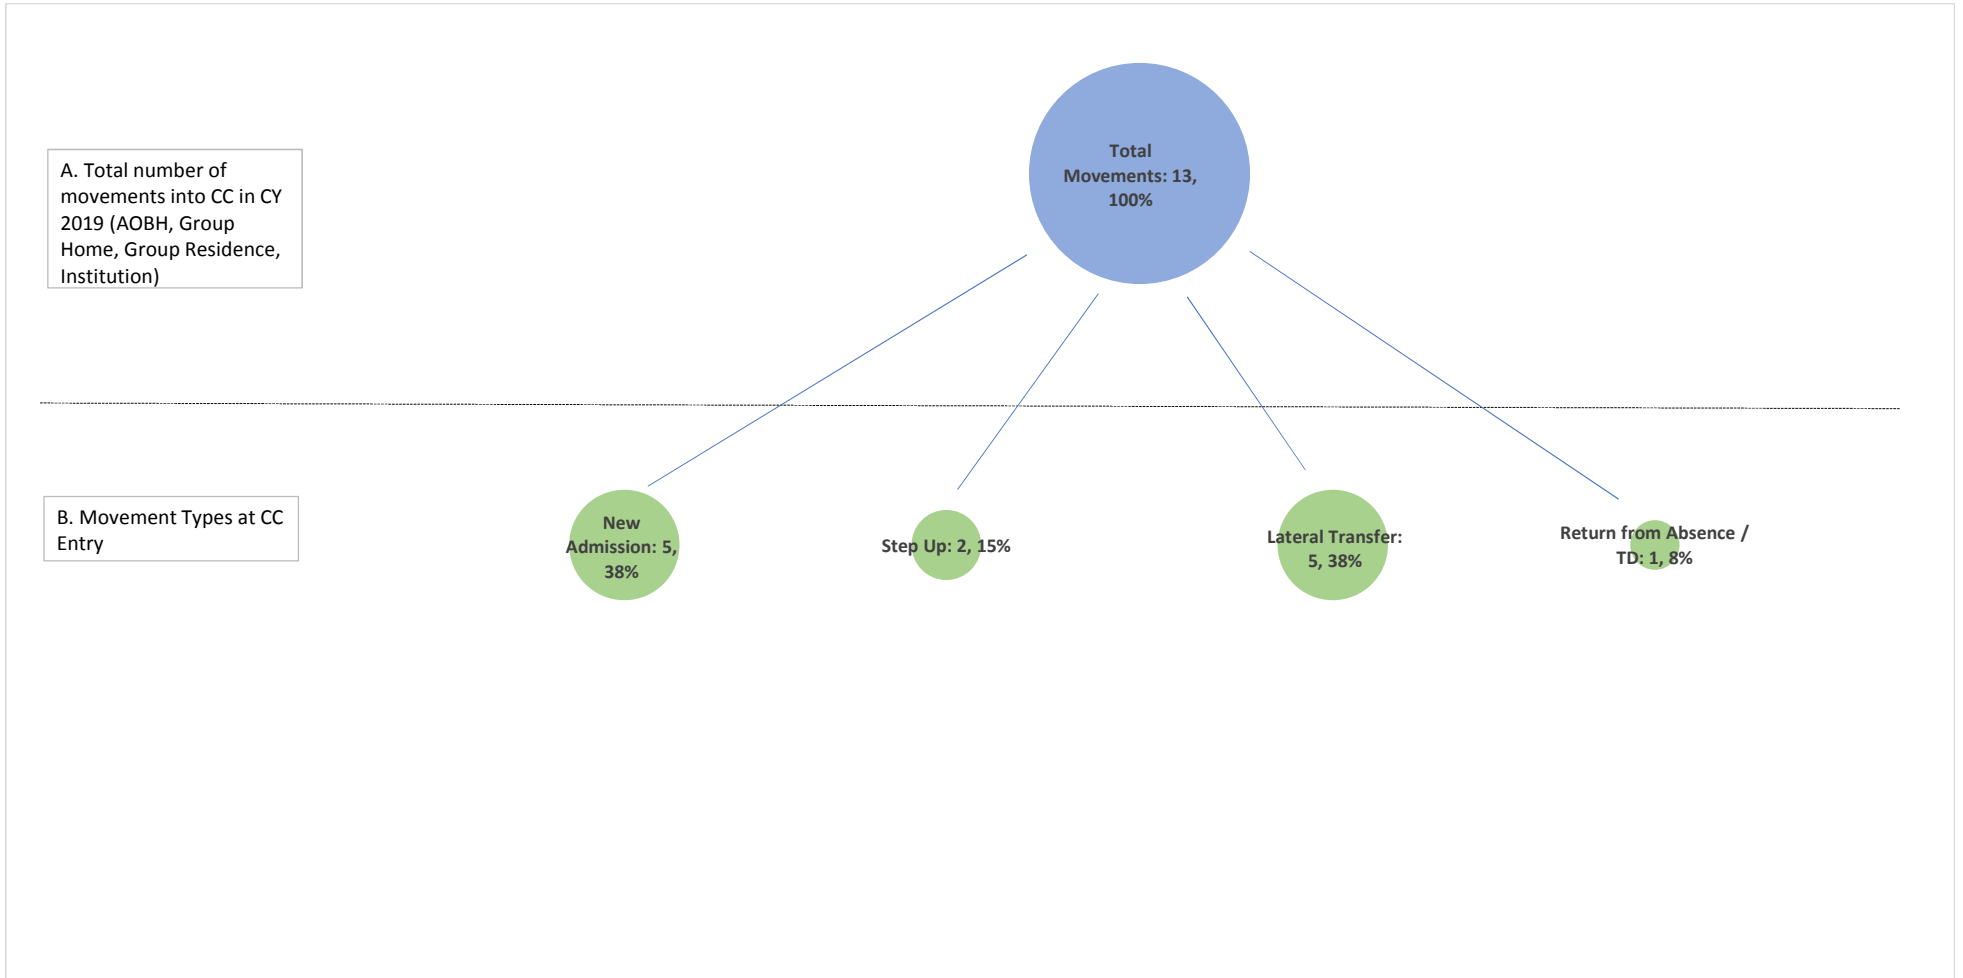 Total
Movements: 13,
100%
A. Total number of
movements into CC in CY
2019 (AOBH, Group
Home, Group Residence,
Institution)
B. Movement Types at CC
Entry
New
Admission: 5,
38%
Step Up: 2, 15%
Lateral Transfer:
5, 38%
Return from Absence /
TD: 1, 8%